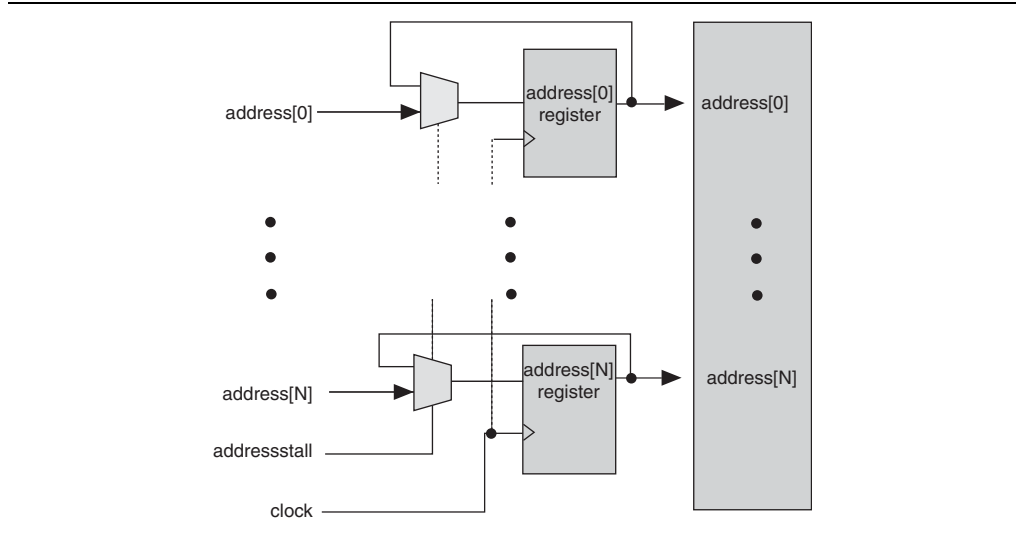 address[0]
address[0]
register
address[0]
address[N]
address[N]
register
address[N]
addressstall
clock